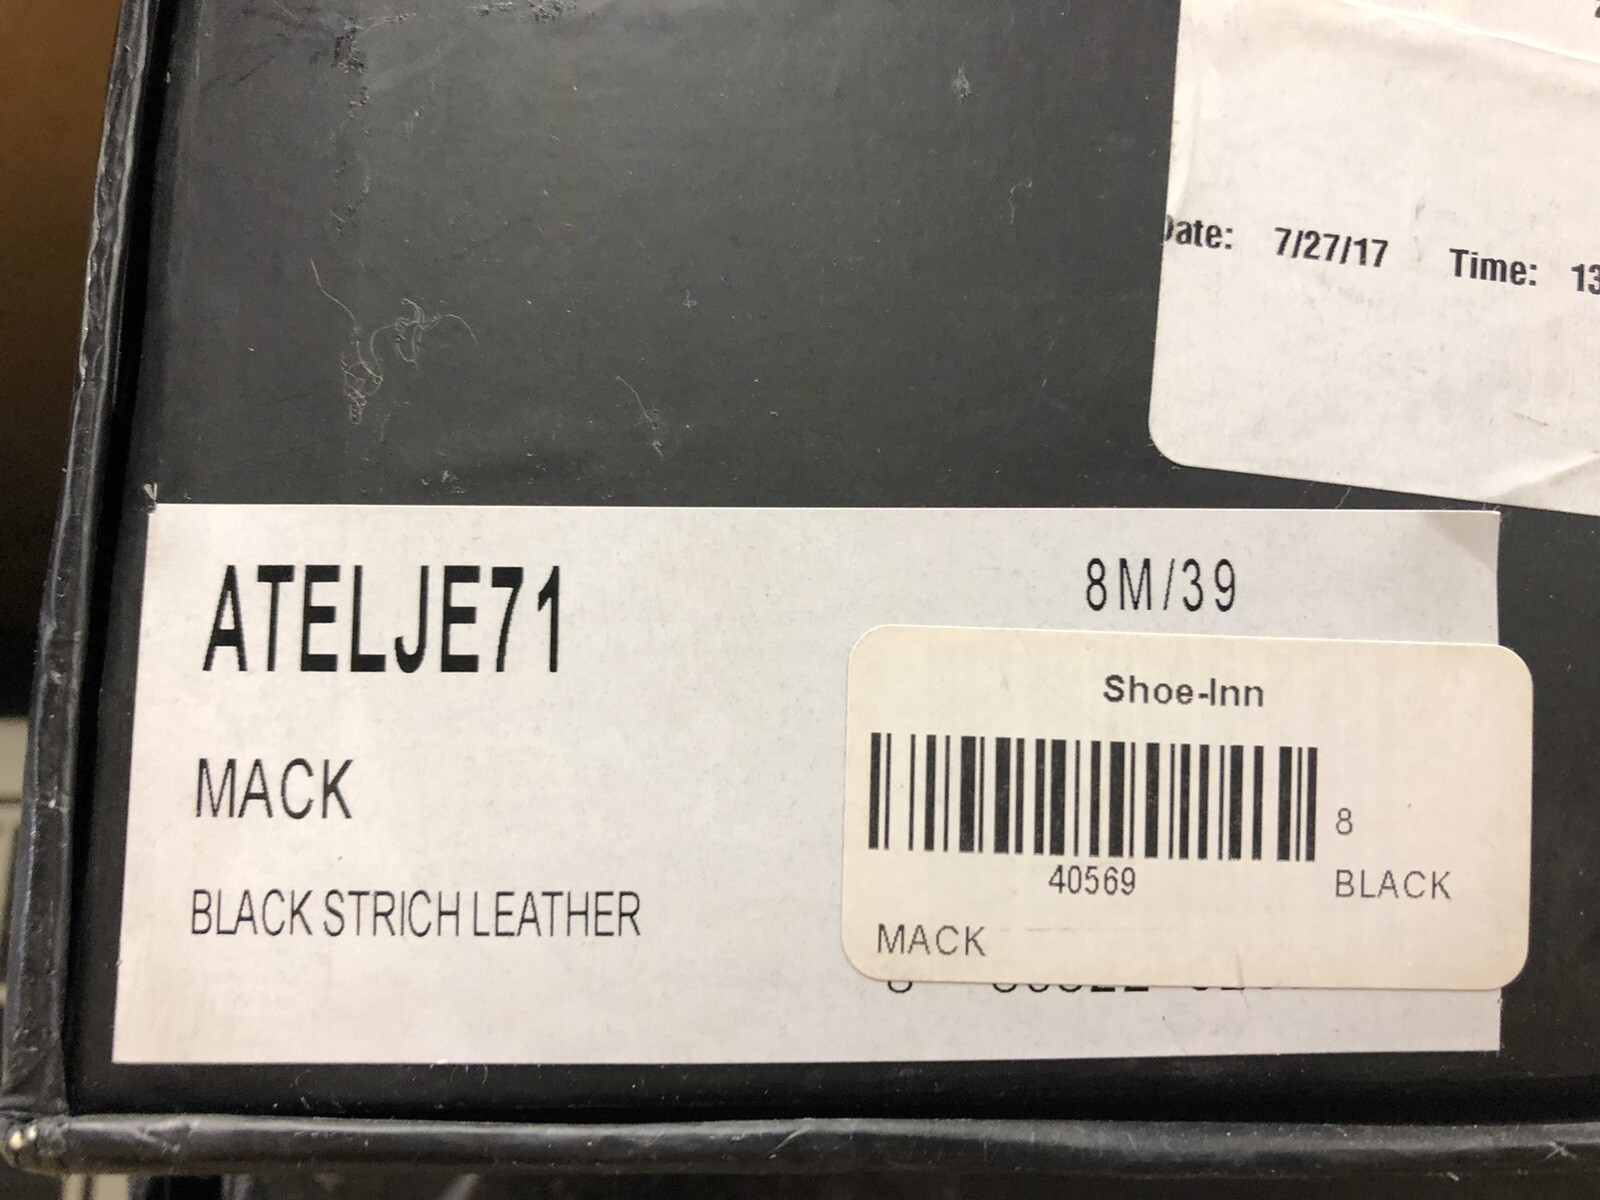 Date: 7/27/17 Time: 13
ATELJE71
8M/39
MACK
BLACK STRICH LEATHER
Shoe-Inn
8
40569
BLACK
MACK